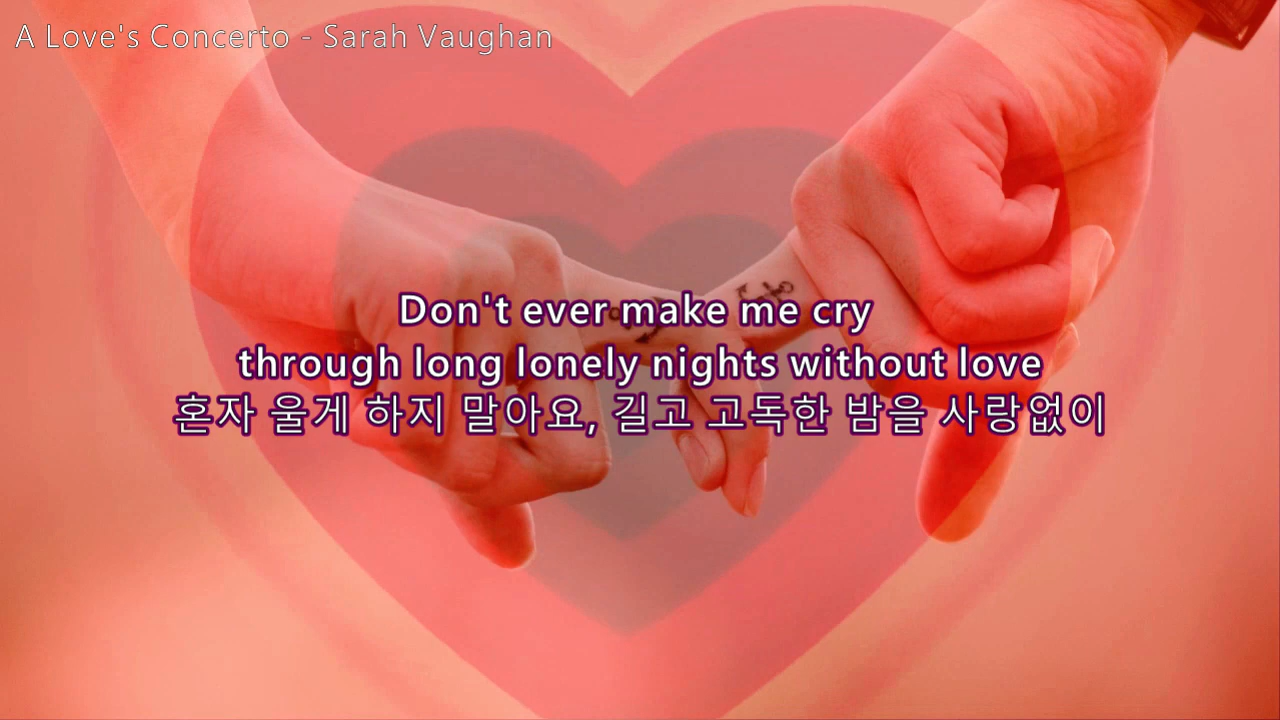 A Love's Concerto - Sarah Vaughan
Don't ever make me cry
through long lonely nights without love
혼자 울게 하지 말아요, 길고 고독한 밤을 사랑없이